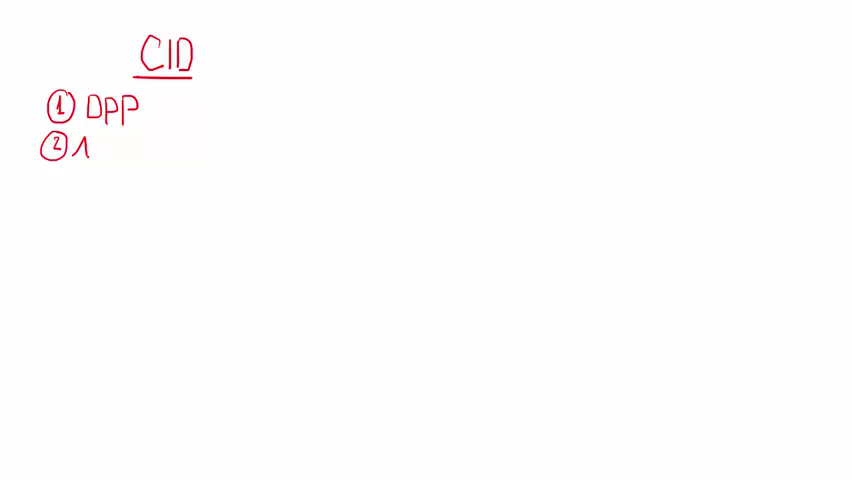 CID
① DPP
② 1